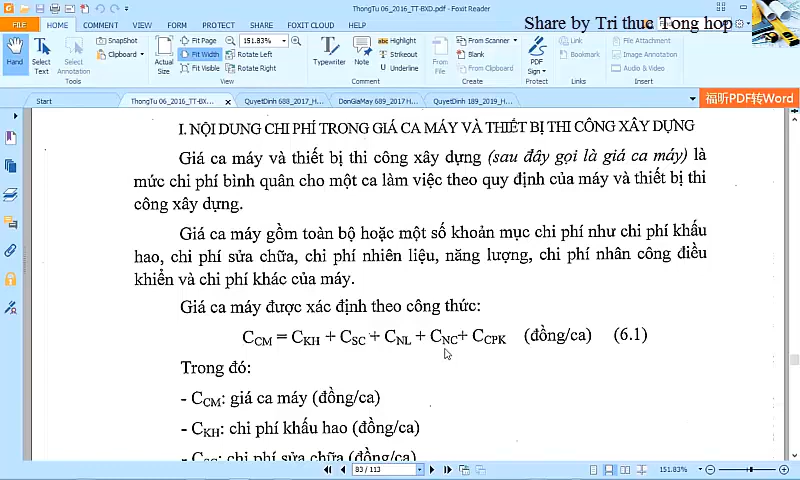 ThongTu 06_2016_TT-BXD.pdf - Foxit Reader
Share by Tri thuc Tong hop
FILE HOME COMMENT VIEW FORM PROTECT SHARE FOXIT CLOUD HELP
Hand
Select Text
Select Annotation
SnapShot
Clipboard
Tools
Actual Size
Fit Page
Fit Width
Fit Visible
151.83%
Rotate Left
Rotate Right
View
Typewriter
Note
Highlight
Strikeout
Underline
Comment
From File
From Scanner
Blank
From Clipboard
Create
PDF Sign
Protect
Link
Bookmark
Links
File Attachment
Image Annotation
Audio & Video
Insert
Start ThongTu 06_2016_TT-BXD... QuyetDinh 688_2017_H... DonGiaMay 689_2017 H... QuyetDinh 189_2019_H... 福昕PDF转Word
I. NỘI DUNG CHI PHÍ TRONG GIÁ CA MÁY VÀ THIẾT BỊ THI CÔNG XÂY DỰNG
Giá ca máy và thiết bị thi công xây dựng (sau đây gọi là giá ca máy) là
mức chi phí bình quân cho một ca làm việc theo quy định của máy và thiết bị thi
công xây dựng.
Giá ca máy gồm toàn bộ hoặc một số khoản mục chi phí như chi phí khấu
hao, chi phí sửa chữa, chi phí nhiên liệu, năng lượng, chi phí nhân công điều
khiển và chi phí khác của máy.
Giá ca máy được xác định theo công thức:
CCM = CKH + CSC + CNL + CNC+ CCPK (đồng/ca) (6.1)
Trong đó:
- CCM: giá ca máy (đồng/ca)
- CKH: chi phí khấu hao (đồng/ca)
- CSC: chi phí sửa chữa (đồng/ca)
83 / 113
151.83%